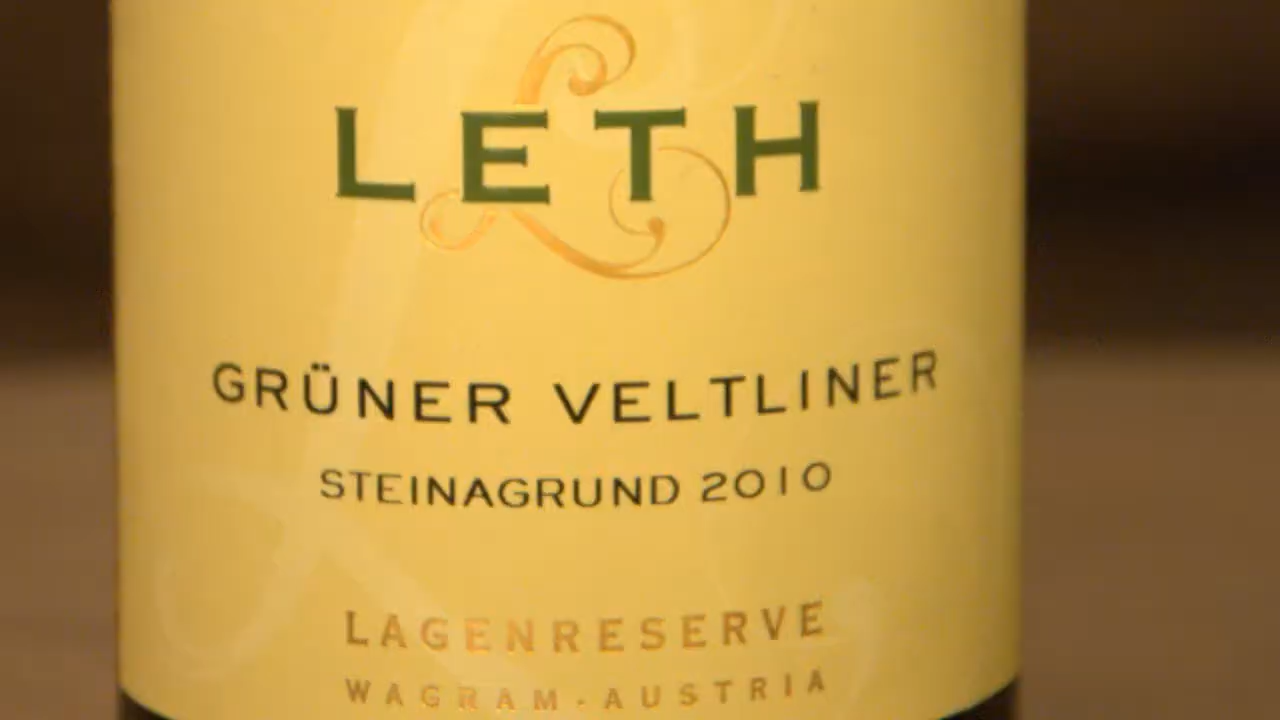 LETH
GRÜNER VELTLINER
STEINAGRUND 2010
LAGENRESERVE
WAGRAM-AUSTRIA